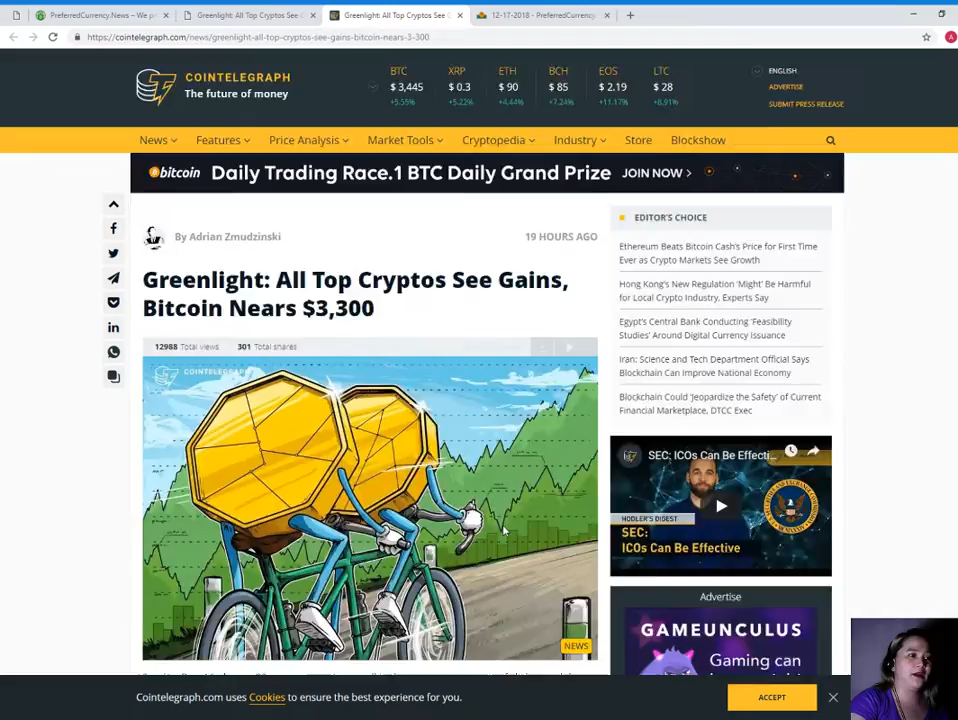 PreferredCurrency.News – We p
Greenlight: All Top Cryptos See
Greenlight: All Top Cryptos See G
12-17-2018 - PreferredCurrency
https://cointelegraph.com/news/greenlight-all-top-cryptos-see-gains-bitcoin-nears-3-300
COINTELEGRAPH
The future of money
BTC XRP ETH BCH EOS LTC
$ 3,445 $ 0.3 $ 90 $ 85 $ 2.19 $ 28
+5.55% +5.22% +4.44% +7.24% +11.17% +8.91%
ENGLISH
ADVERTISE
SUBMIT PRESS RELEASE
News Features Price Analysis Market Tools Cryptopedia Industry Store Blockshow
bitcoin Daily Trading Race.1 BTC Daily Grand Prize JOIN NOW >
By Adrian Zmudzinski 19 HOURS AGO
Greenlight: All Top Cryptos See Gains,
Bitcoin Nears $3,300
12988 Total views 301 Total shares
COINTELEGRAPH
NEWS
EDITOR'S CHOICE
Ethereum Beats Bitcoin Cash's Price for First Time
Ever as Crypto Markets See Growth
Hong Kong's New Regulation 'Might' Be Harmful
for Local Crypto Industry, Experts Say
Egypt's Central Bank Conducting 'Feasibility
Studies' Around Digital Currency Issuance
Iran: Science and Tech Department Official Says
Blockchain Can Improve National Economy
Blockchain Could 'Jeopardize the Safety' of Current
Financial Marketplace, DTCC Exec
SEC: ICOs Can Be Effecti...
HODLER'S DIGEST
SEC:
ICOs Can Be Effective
Advertise
GAMEUNCULUS
Gaming can
Cointelegraph.com uses Cookies to ensure the best experience for you.
ACCEPT